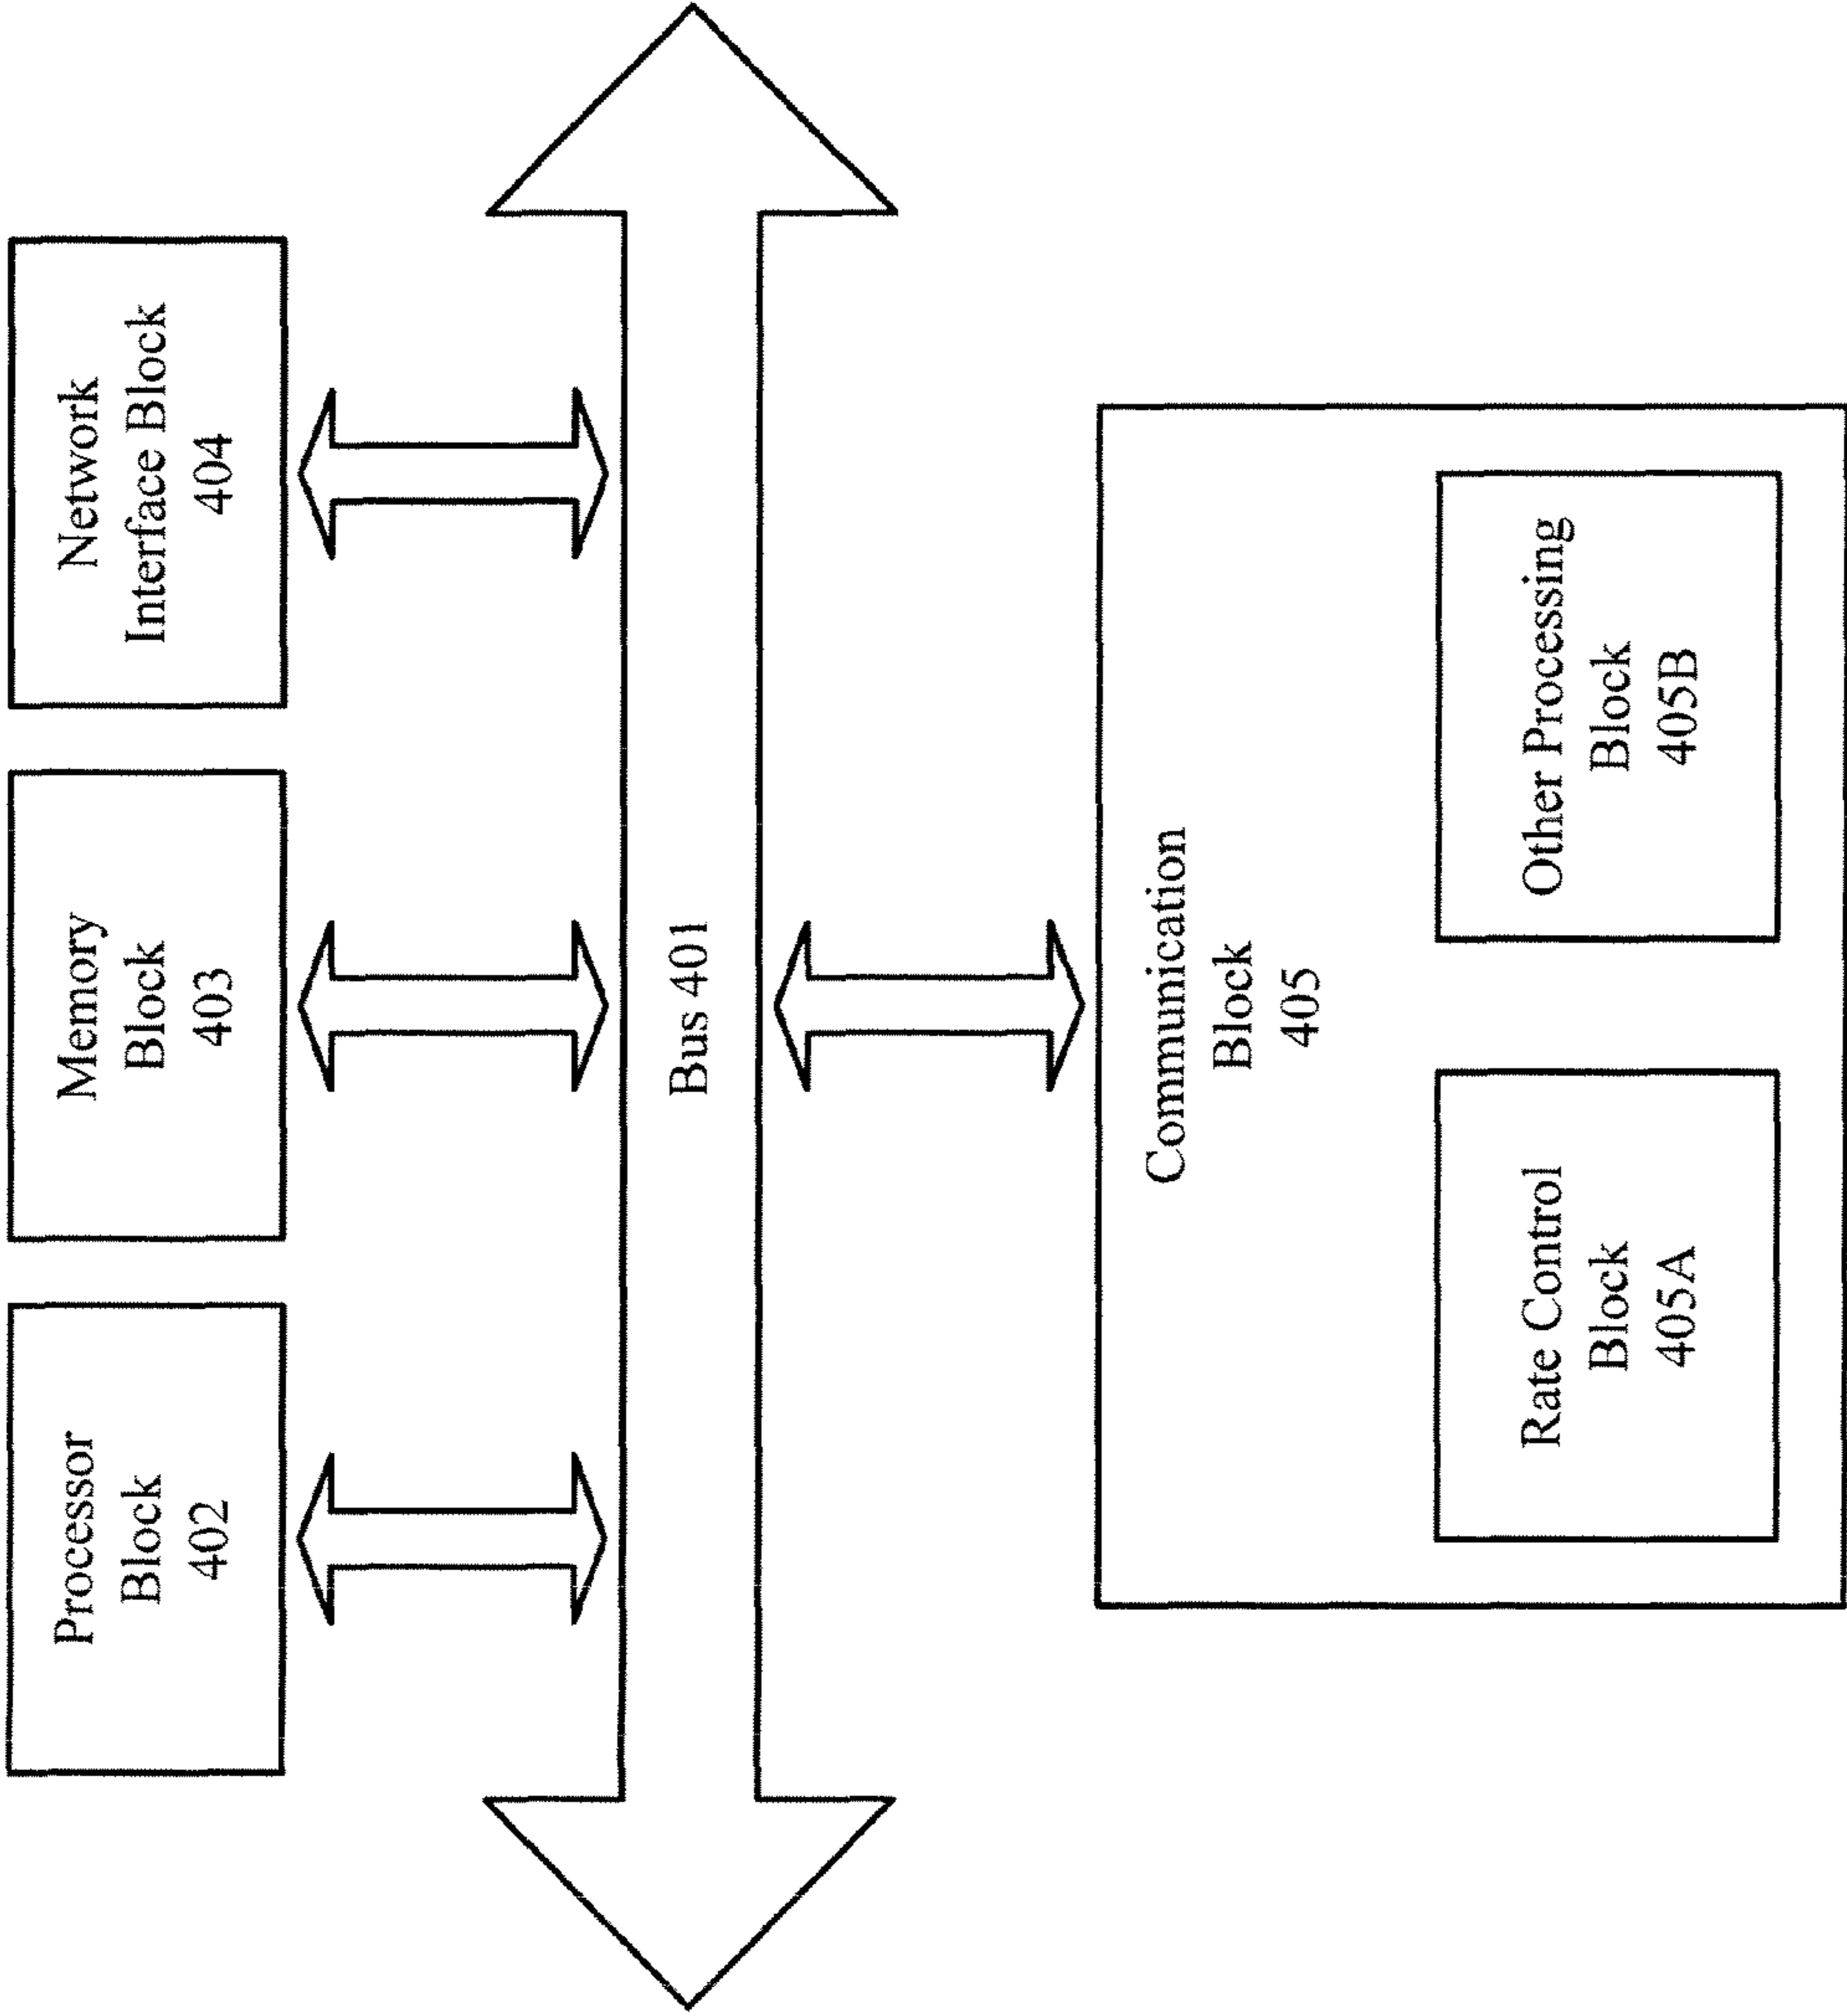 Processor
Block
402
Memory
Block
403
Network
Interface Block
404
Bus 401
Communication
Block
405
Rate Control
Block
405A
Other Processing
Block
405B